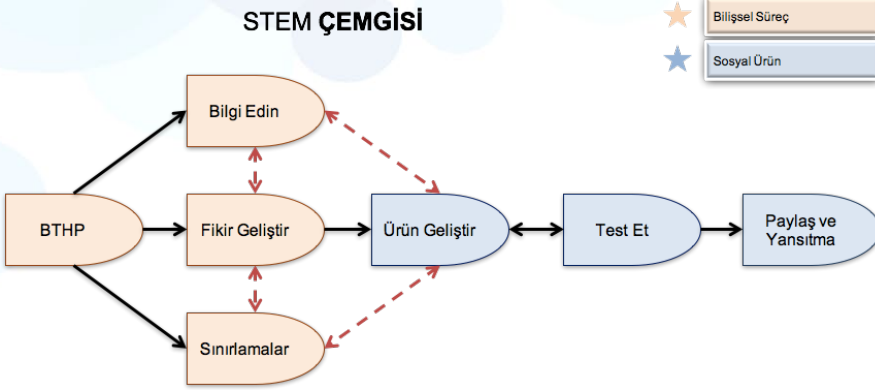 STEM ÇEMGİSİ
Bilişsel Süreç
Sosyal Ürün
Bilgi Edin
BTHP
Fikir Geliştir
Ürün Geliştir
Test Et
Paylaş ve
Yansıtma
Sınırlamalar